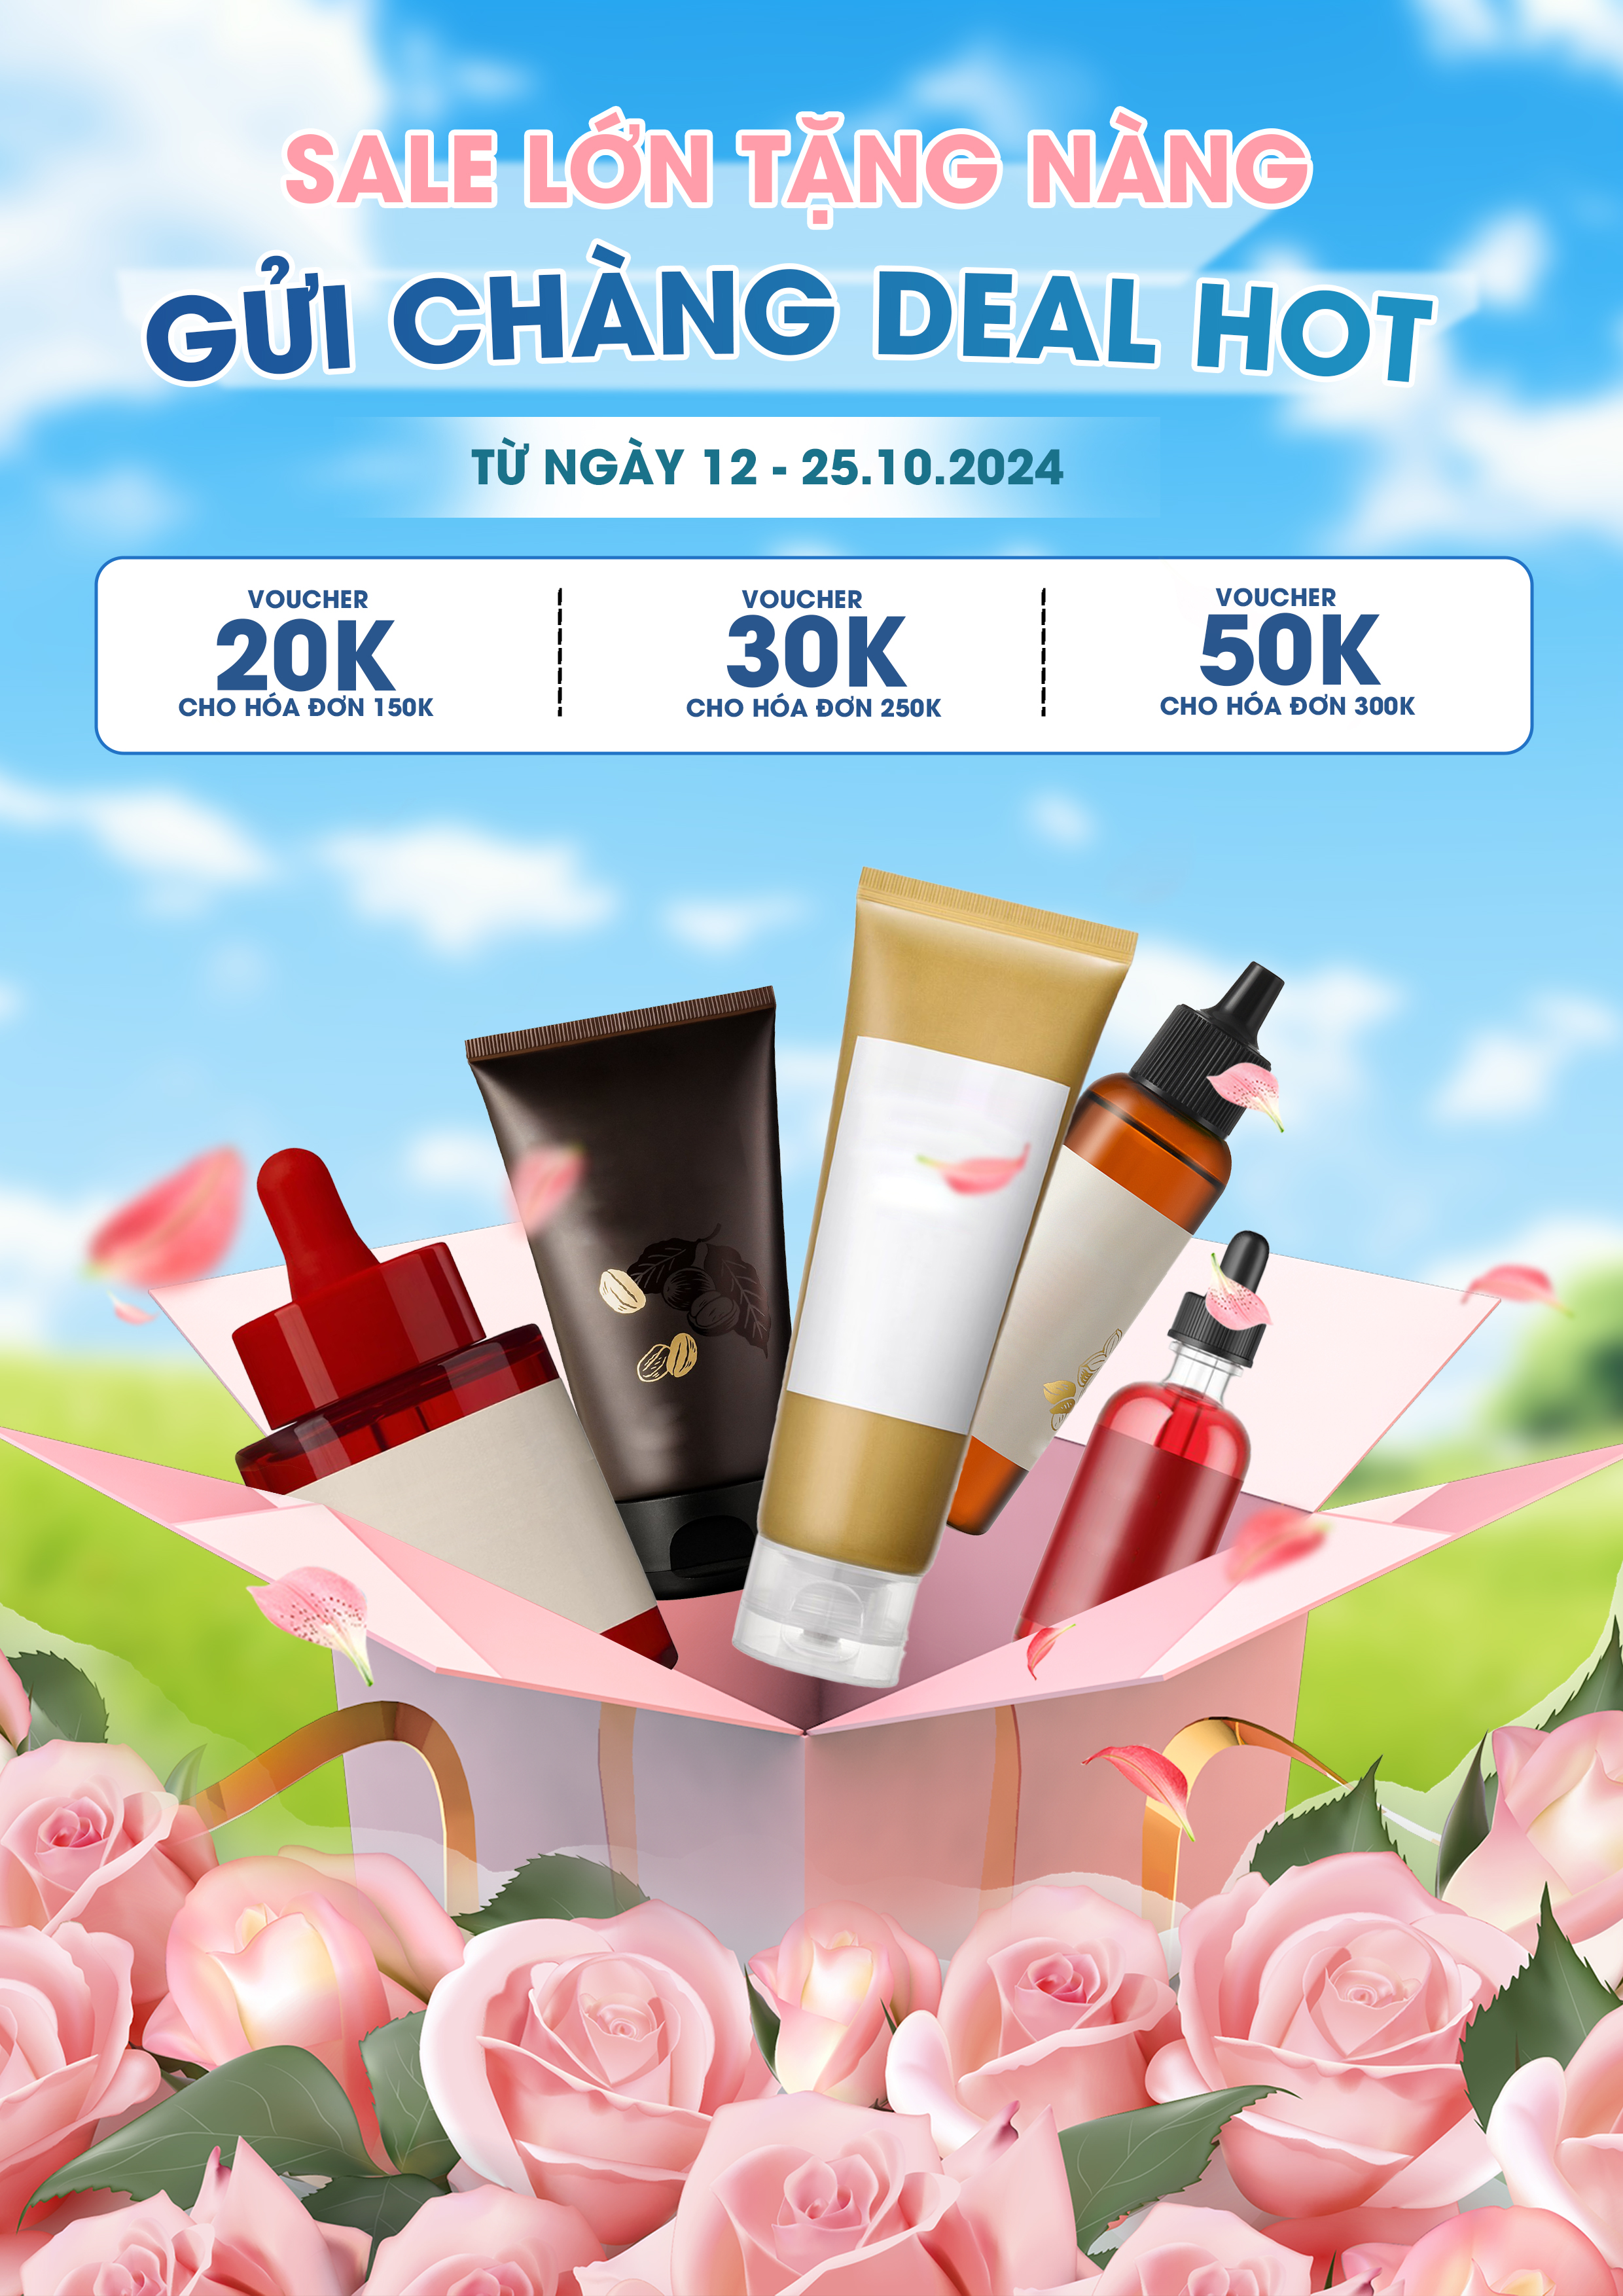 SALE LỚN TẶNG NÀNG
GỬI CHÀNG DEAL HOT
TỪ NGÀY 12 - 25.10.2024
VOUCHER
20K
CHO HÓA ĐƠN 150K
VOUCHER
30K
CHO HÓA ĐƠN 250K
VOUCHER
50K
CHO HÓA ĐƠN 300K